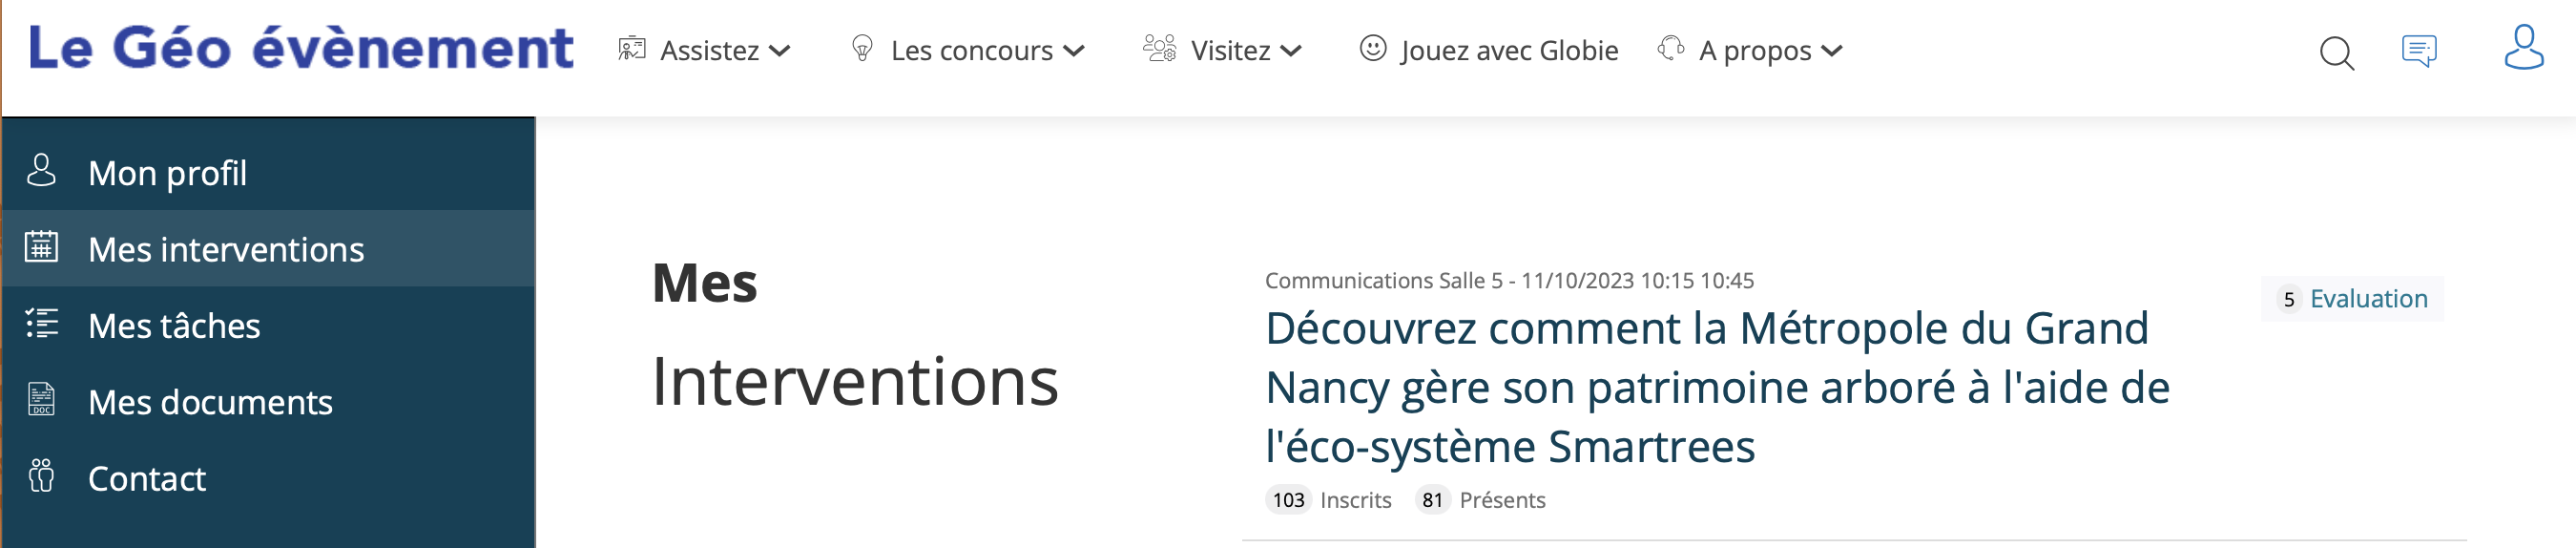 Le Géo évènement
Assistez
Les concours
Visitez
Jouez avec Globie
A propos
Mon profil
Mes interventions
Mes tâches
Mes documents
DOC
Contact
Mes
Interventions
Communications Salle 5 - 11/10/2023 10:15 10:45
Découvrez comment la Métropole du Grand
Nancy gère son patrimoine arboré à l'aide de
l'éco-système Smartrees
103 Inscrits 81 Présents
5 Evaluation